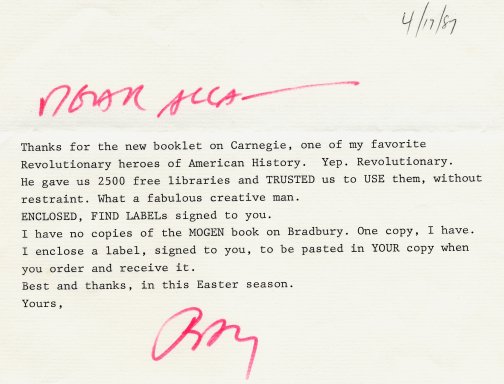 4/17/87
DEAR ALLA
Thanks for the new booklet on Carnegie, one of my favorite
Revolutionary heroes of American History.  Yep. Revolutionary.
He gave us 2500 free libraries and TRUSTED us to USE them, without
restraint. What a fabulous creative man.
ENCLOSED, FIND LABELs signed to you.
I have no copies of the MOGEN book on Bradbury. One copy, I have.
I enclose a label, signed to you, to be pasted in YOUR copy when
you order and receive it.
Best and thanks, in this Easter season.
Yours,
Ray